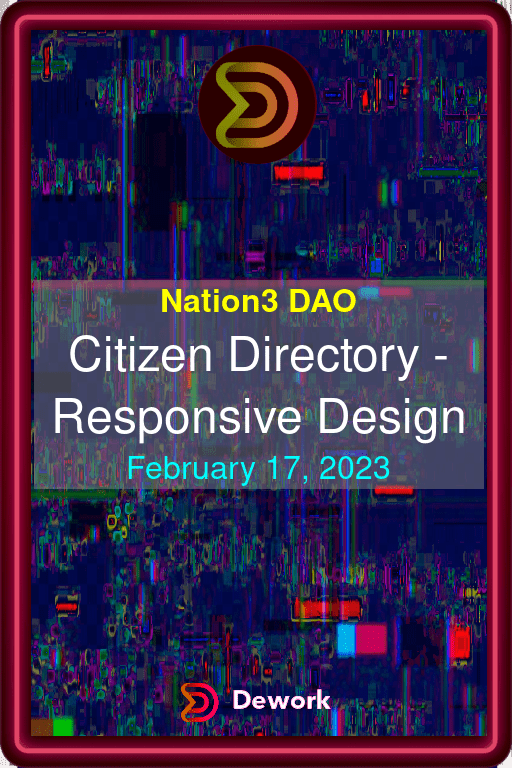 Nation3 DAO
Citizen Directory -
Responsive Design
February 17, 2023
Dework